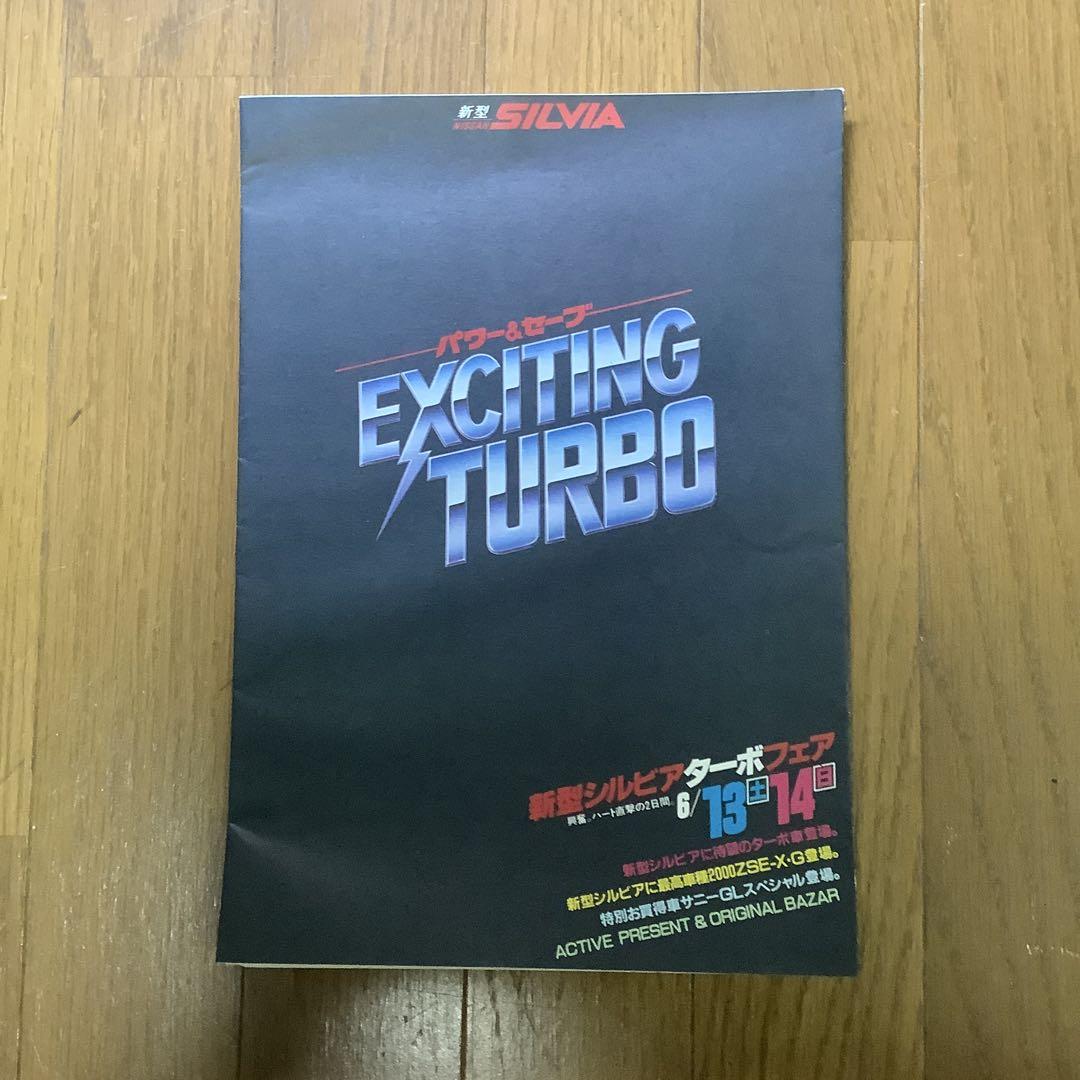 新型
NISSAN SILVIA
パワー&セーブ
EXCITING
TURBO
新型シルビアターボフェア
興奮。ハート直撃の2日間。6/13土14日
新型シルビアに待望のターボ車登場。
新型シルビアに最高車種2000ZSE-X・G登場。
特別お買得車サニーGLスペシャル登場。
ACTIVE PRESENT & ORIGINAL BAZAR